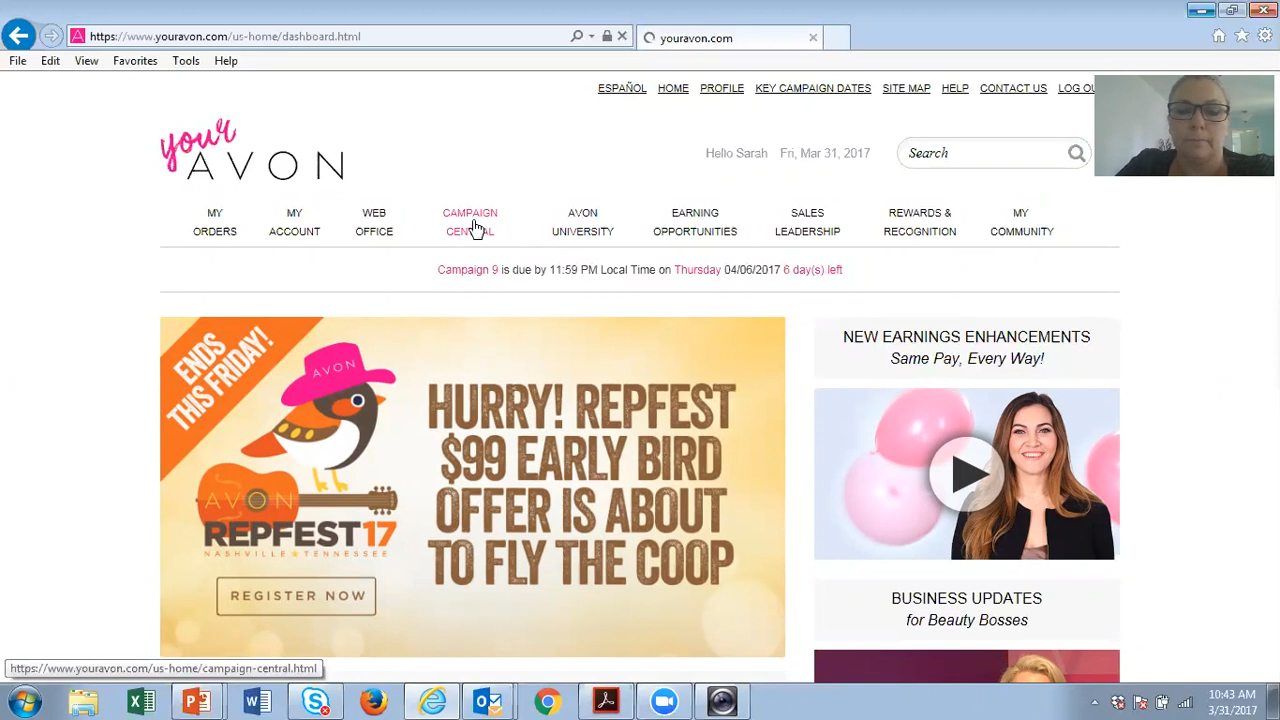 https://www.youravon.com/us-home/dashboard.html
youravon.com
File Edit View Favorites Tools Help
ESPAÑOL HOME PROFILE KEY CAMPAIGN DATES SITE MAP HELP CONTACT US LOG OU
your
AVON
Hello Sarah Fri, Mar 31, 2017
Search
MY ORDERS
MY ACCOUNT
WEB OFFICE
CAMPAIGN CENTRAL
AVON UNIVERSITY
EARNING OPPORTUNITIES
SALES LEADERSHIP
REWARDS & RECOGNITION
MY COMMUNITY
Campaign 9 is due by 11:59 PM Local Time on Thursday 04/06/2017 6 day(s) left
ENDS
THIS FRIDAY!
AVON
AVON
REPFEST17
NASHVILLE TENNESSEE
REGISTER NOW
HURRY! REPFEST
$99 EARLY BIRD
OFFER IS ABOUT
TO FLY THE COOP
NEW EARNINGS ENHANCEMENTS
Same Pay, Every Way!
BUSINESS UPDATES
for Beauty Bosses
https://www.youravon.com/us-home/campaign-central.html
10:43 AM
3/31/2017